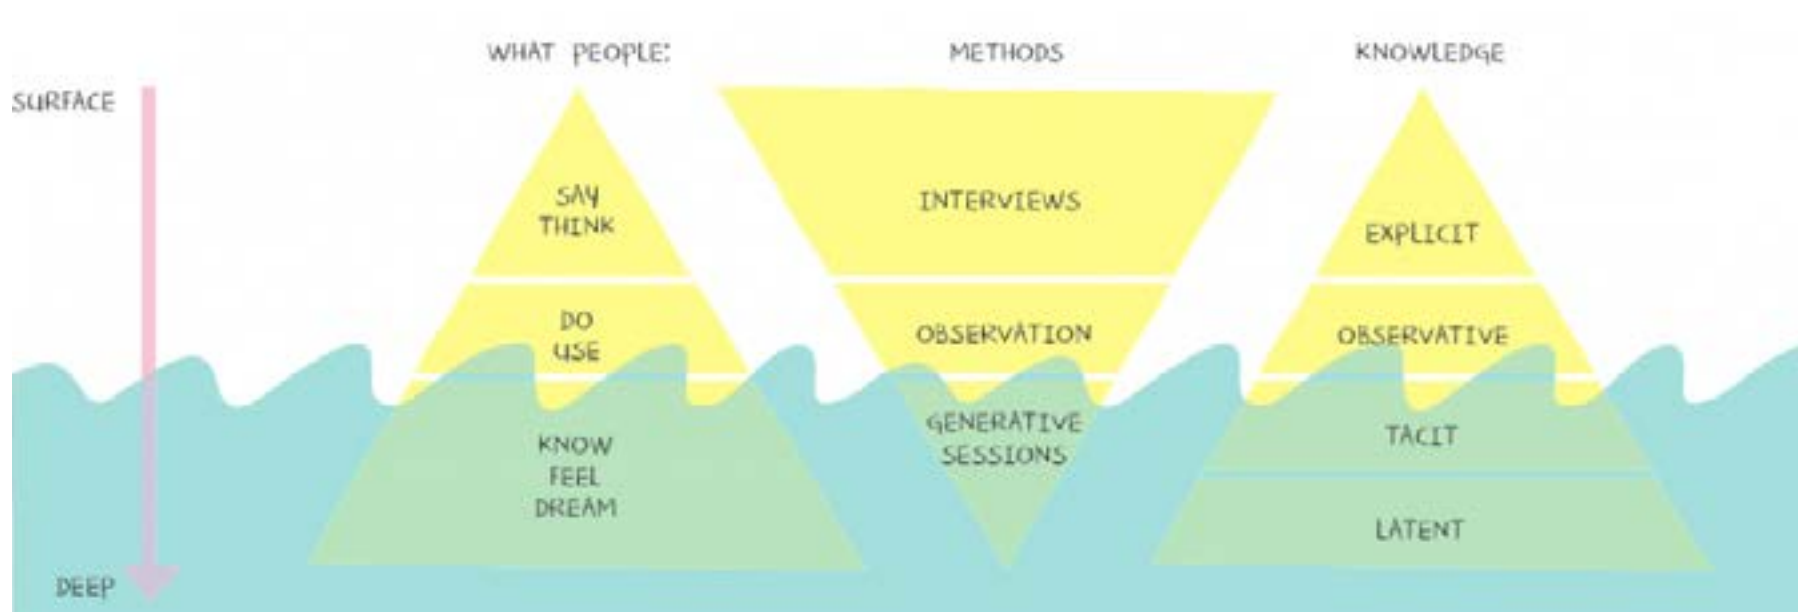 WHAT PEOPLE:
METHODS
KNOWLEDGE
SURFACE
SAY
THINK
INTERVIEWS
EXPLICIT
DO
USE
OBSERVATION
OBSERVATIVE
KNOW
FEEL
DREAM
GENERATIVE
SESSIONS
TACIT
LATENT
DEEP